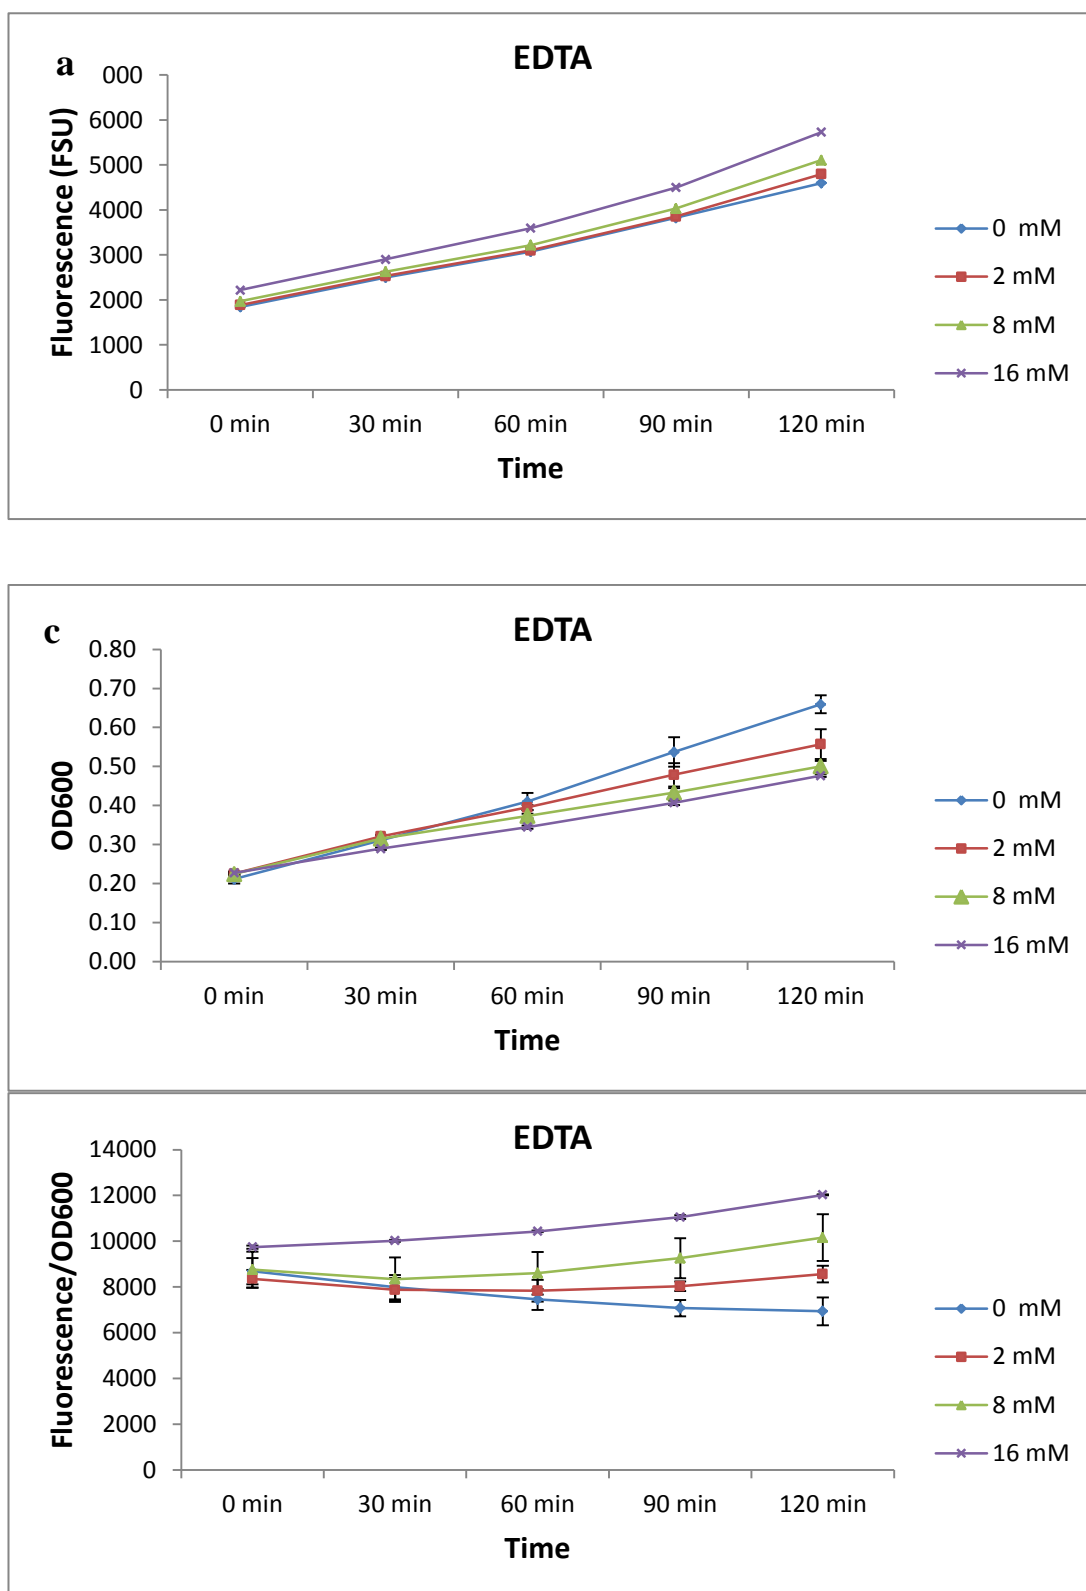 a
EDTA
000
6000
5000
4000
3000
2000
1000
0
Fluorescence (FSU)
0 min 30 min 60 min 90 min 120 min
Time
0 mM
2 mM
8 mM
16 mM
c
EDTA
0.80
0.70
0.60
0.50
0.40
0.30
0.20
0.10
0.00
OD600
0 min 30 min 60 min 90 min 120 min
Time
0 mM
2 mM
8 mM
16 mM
EDTA
14000
12000
10000
8000
6000
4000
2000
0
Fluorescence/OD600
0 min 30 min 60 min 90 min 120 min
Time
0 mM
2 mM
8 mM
16 mM